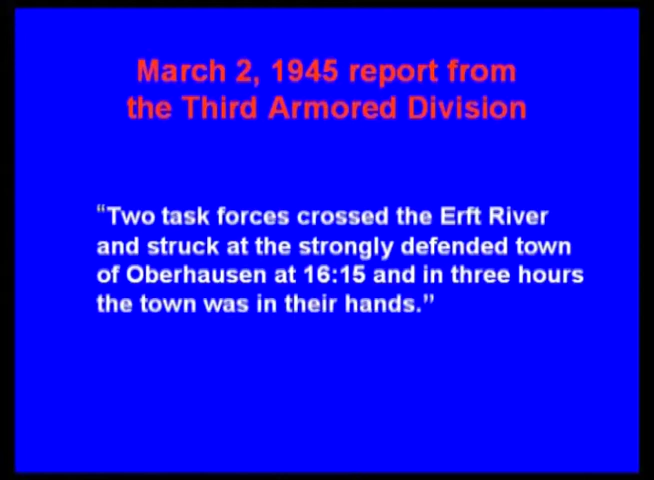 March 2, 1945 report from
the Third Armored Division
“Two task forces crossed the Erft River
and struck at the strongly defended town
of Oberhausen at 16:15 and in three hours
the town was in their hands.”